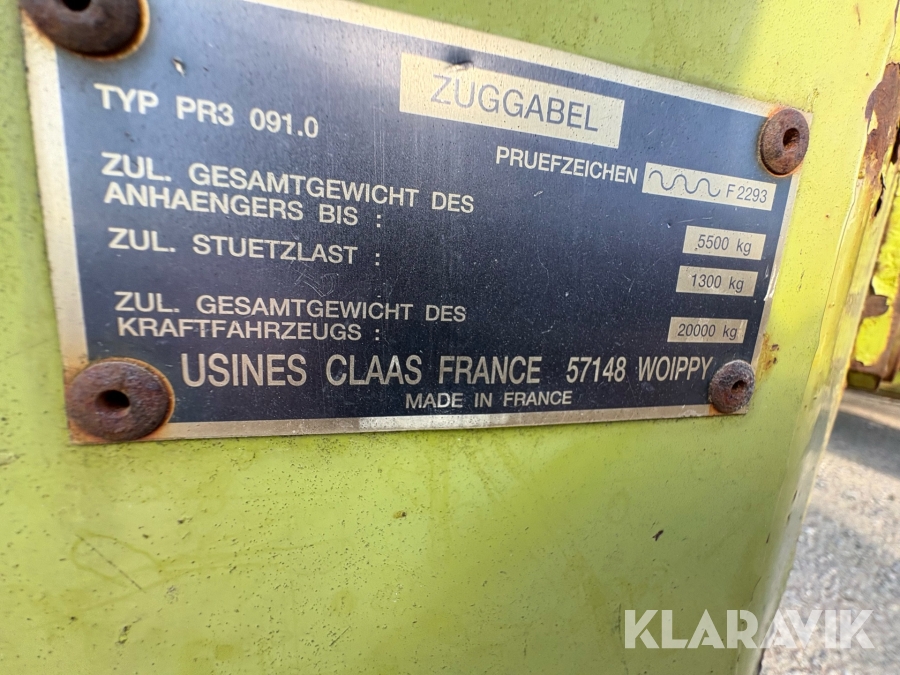 ZUGGABEL
TYP PR3 091.0
PRUEFZEICHEN F 2293
ZUL. GESAMTGEWICHT DES
ANHAENGERS BIS : 5500 kg
ZUL. STUETZLAST : 1300 kg
ZUL. GESAMTGEWICHT DES
KRAFTFAHRZEUGS : 20000 kg
USINES CLAAS FRANCE 57148 WOIPPY
MADE IN FRANCE
KLARAVIK